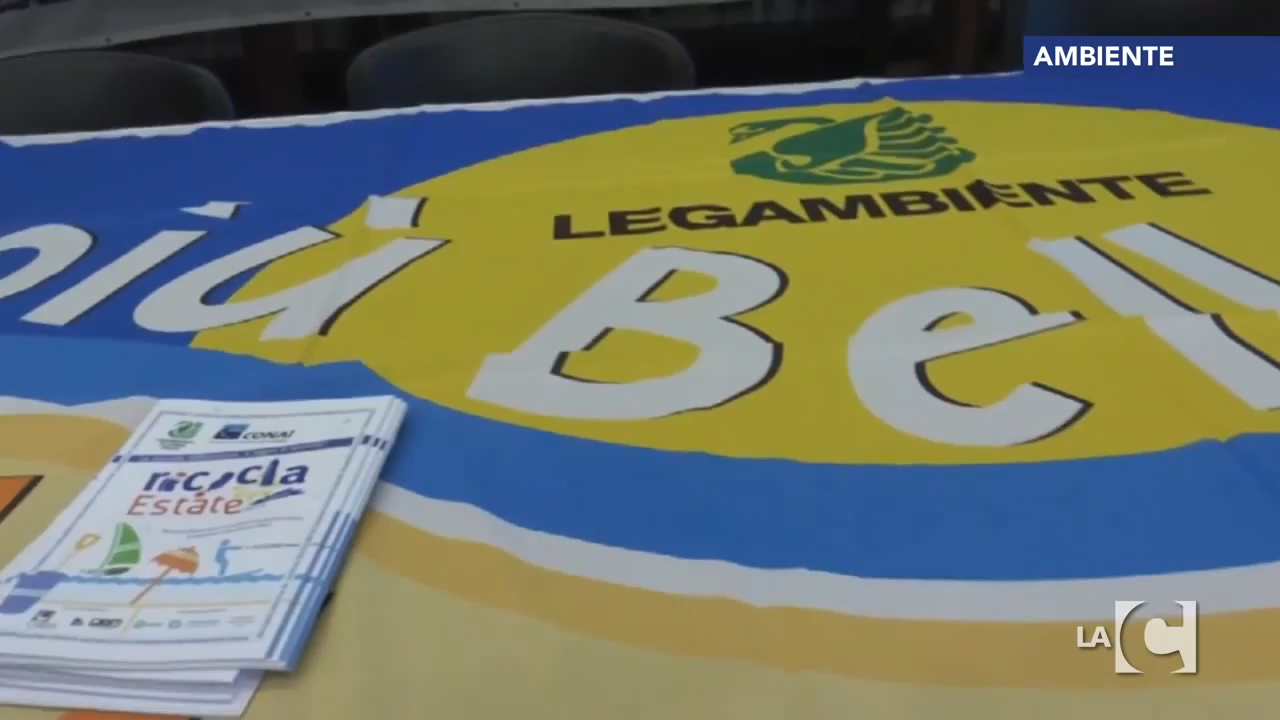 AMBIENTE
LEGAMBIENTE
più Bell
CONAI
ricicla
Estate
LA C